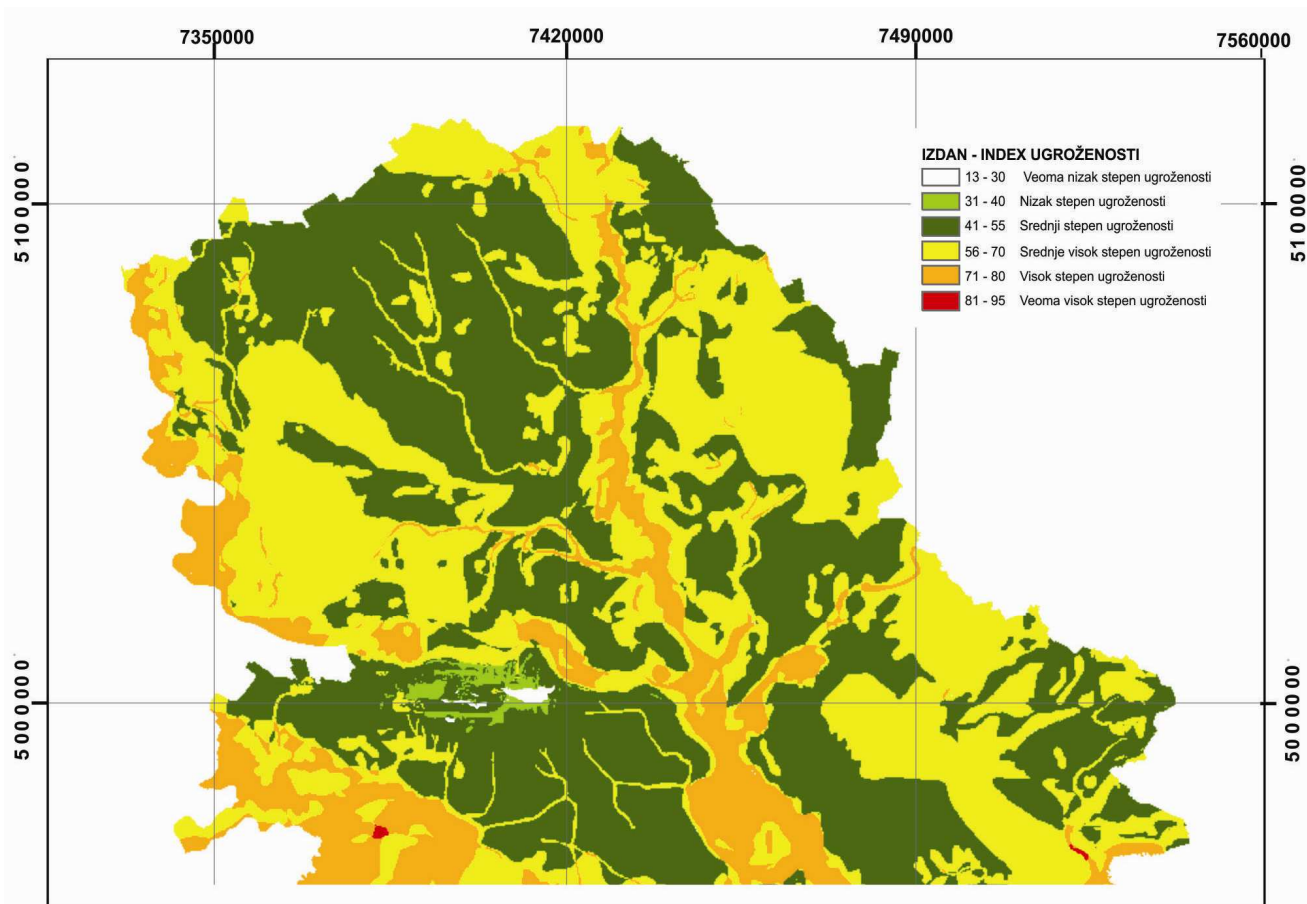 7350000
7420000
7490000
7560000
5100000
5100000
IZDAN - INDEX UGROŽENOSTI
13 - 30 Veoma nizak stepen ugroženosti
31 - 40 Nizak stepen ugroženosti
41 - 55 Srednji stepen ugroženosti
56 - 70 Srednje visok stepen ugroženosti
71 - 80 Visok stepen ugroženosti
81 - 95 Veoma visok stepen ugroženosti
5000000
5000000